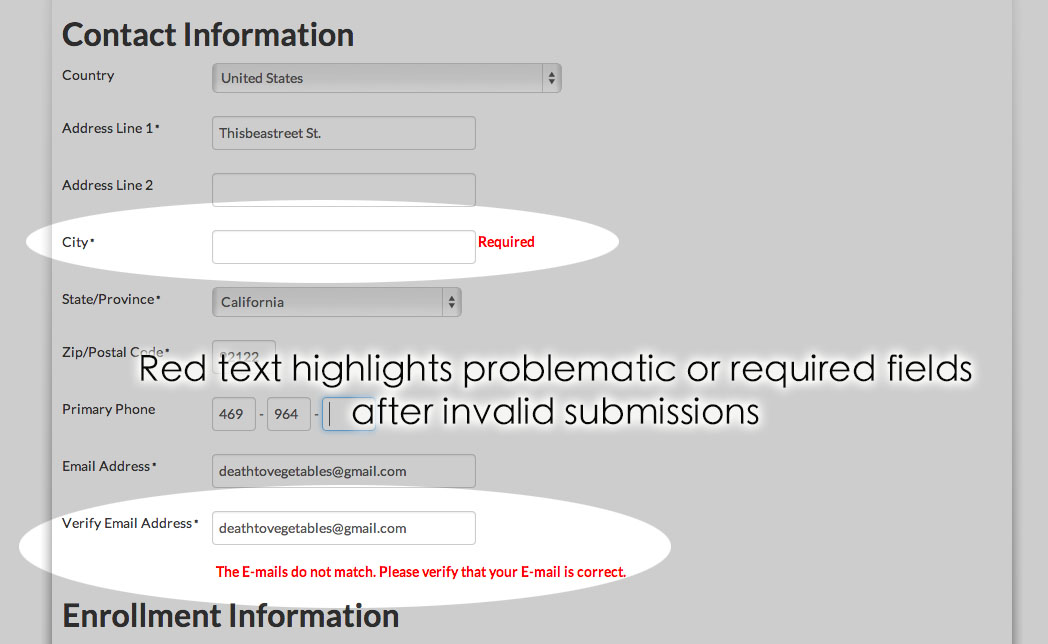 Contact Information
Country United States
Address Line 1• Thisbeastreet St.
Address Line 2
City• Required
State/Province• California
Zip/Postal Code• 92122
Red text highlights problematic or required fields
after invalid submissions
Primary Phone 469 - 964 -
Email Address• deathtovegetables@gmail.com
Verify Email Address• deathtovegetables@gmail.com
The E-mails do not match. Please verify that your E-mail is correct.
Enrollment Information